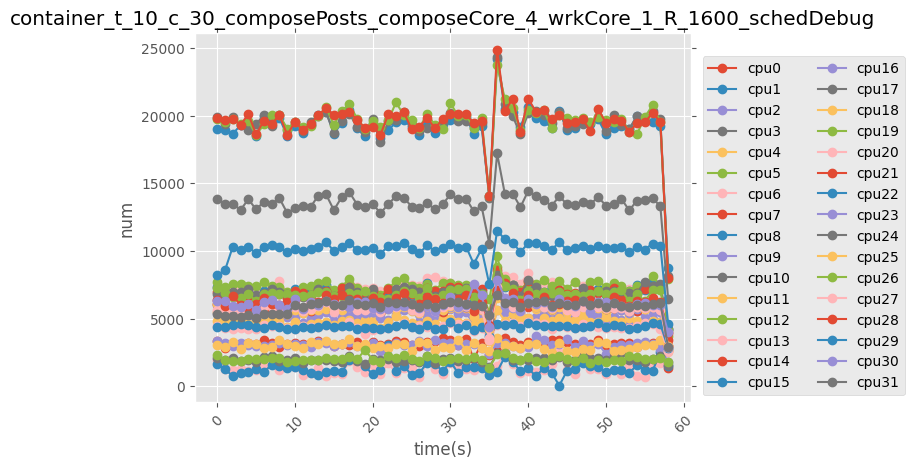 container_t_10_c_30_composePosts_composeCore_4_wrkCore_1_R_1600_schedDebug
25000
20000
15000
10000
5000
0
num
0 10 20 30 40 50 60
time(s)
cpu0 cpu16
cpu1 cpu17
cpu2 cpu18
cpu3 cpu19
cpu4 cpu20
cpu5 cpu21
cpu6 cpu22
cpu7 cpu23
cpu8 cpu24
cpu9 cpu25
cpu10 cpu26
cpu11 cpu27
cpu12 cpu28
cpu13 cpu29
cpu14 cpu30
cpu15 cpu31